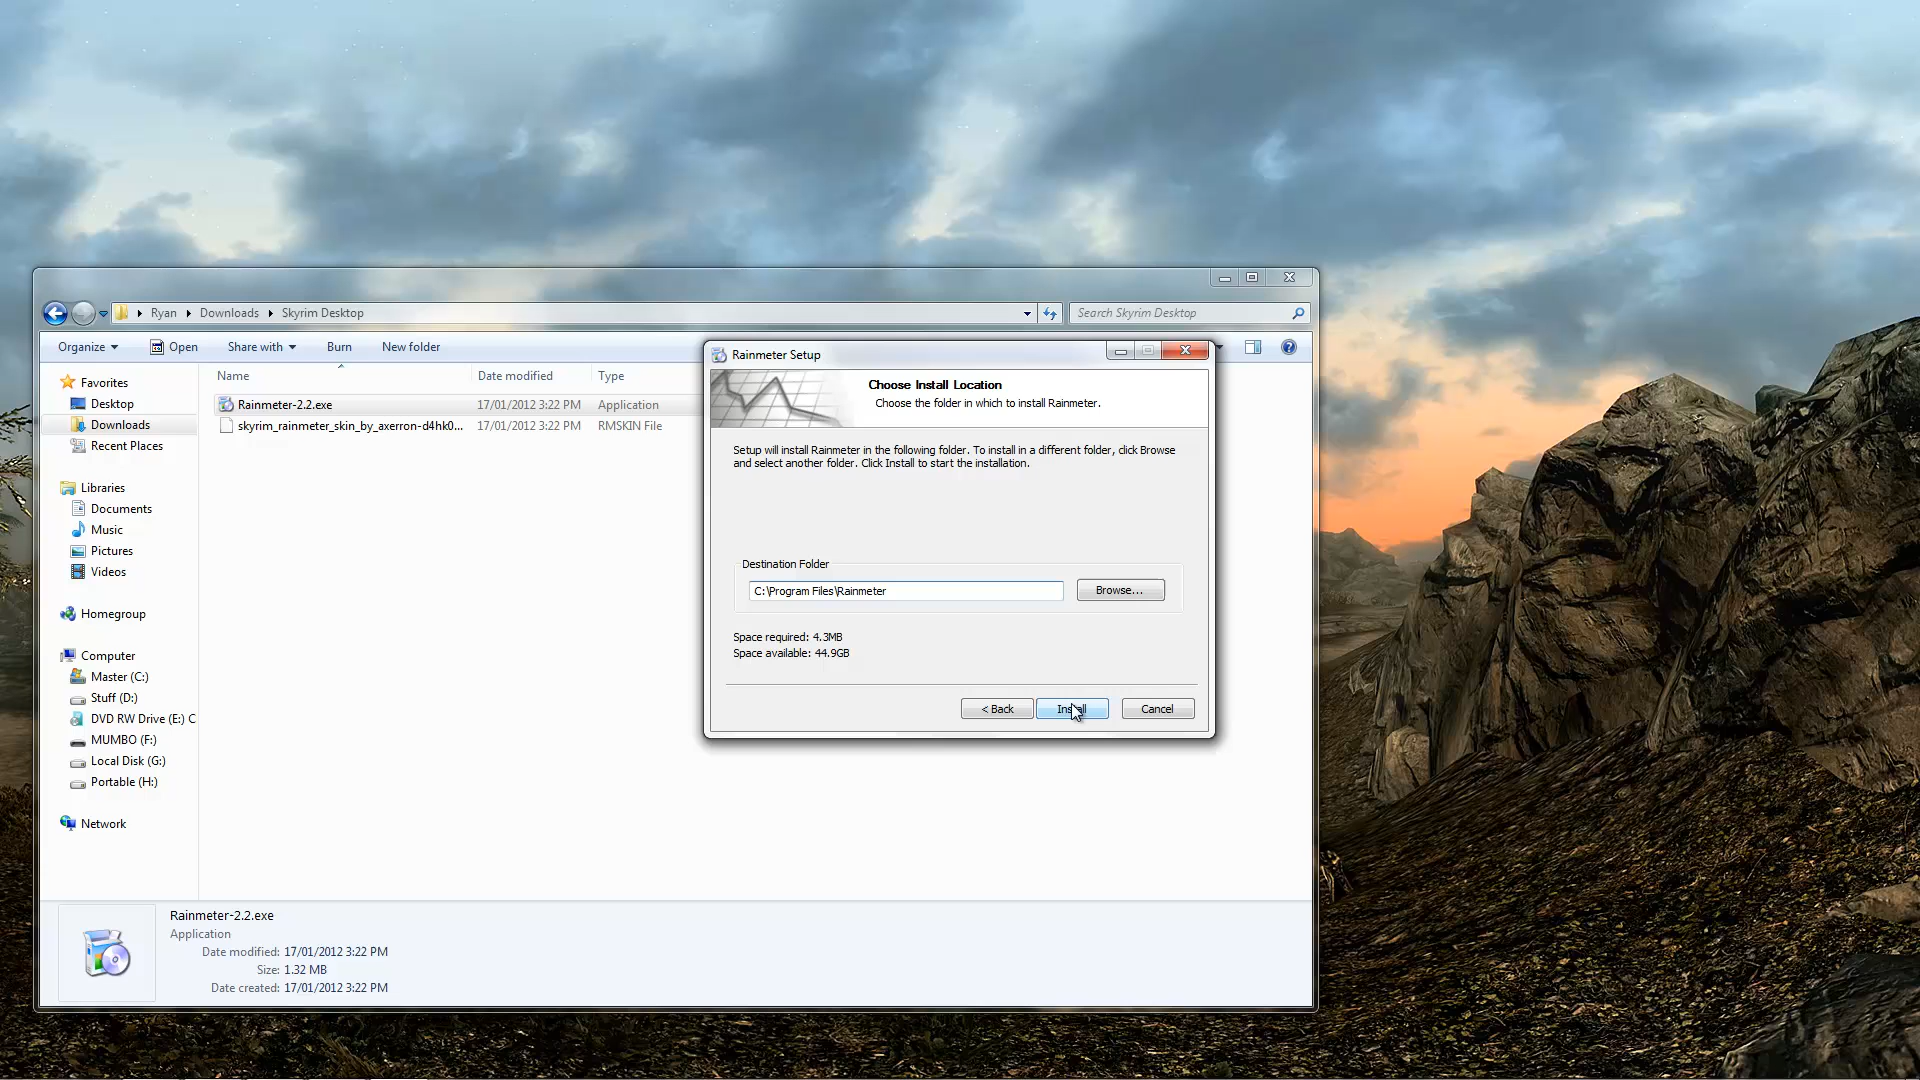 Ryan Downloads Skyrim Desktop
Search Skyrim Desktop
Organize Open Share with Burn New folder
Name Date modified Type
Rainmeter-2.2.exe 17/01/2012 3:22 PM Application
skyrim_rainmeter_skin_by_axerron-d4hk0... 17/01/2012 3:22 PM RMSKIN File
Favorites
Desktop
Downloads
Recent Places
Libraries
Documents
Music
Pictures
Videos
Homegroup
Computer
Master (C:)
Stuff (D:)
DVD RW Drive (E:) C
MUMBO (F:)
Local Disk (G:)
Portable (H:)
Network
Rainmeter Setup
Choose Install Location
Choose the folder in which to install Rainmeter.
Setup will install Rainmeter in the following folder. To install in a different folder, click Browse
and select another folder. Click Install to start the installation.
Destination Folder
C:\Program Files\Rainmeter
Browse...
Space required: 4.3MB
Space available: 44.9GB
< Back Install Cancel
Rainmeter-2.2.exe
Application
Date modified: 17/01/2012 3:22 PM
Size: 1.32 MB
Date created: 17/01/2012 3:22 PM